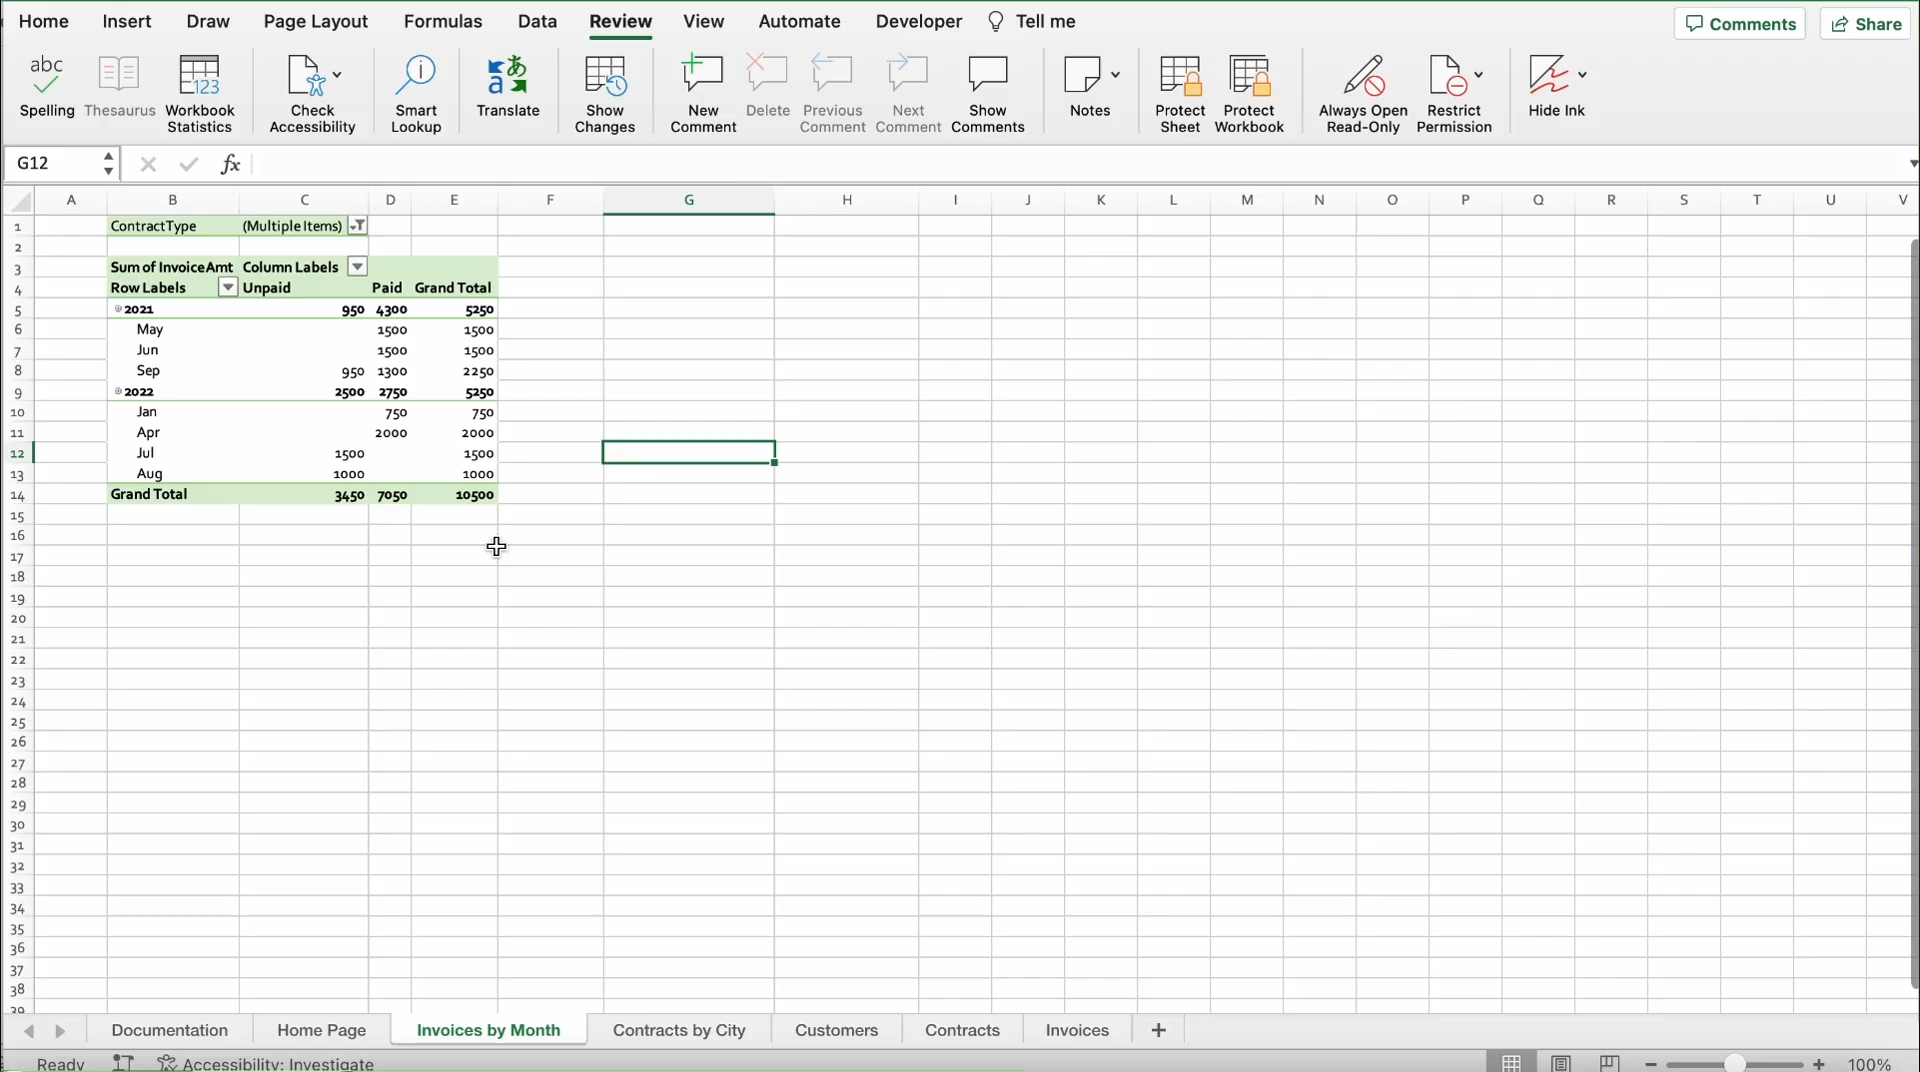 Home Insert Draw Page Layout Formulas Data Review View Automate Developer Tell me Comments Share
abc
Spelling Thesaurus Workbook Statistics Check Accessibility Smart Lookup Translate Show Changes New Comment Delete Previous Comment Next Comment Show Comments Notes Protect Sheet Protect Workbook Always Open Read-Only Restrict Permission Hide Ink
G12 fx
A B C D E F G H I J K L M N O P Q R S T U V
1 ContractType (Multiple Items)
2
3 Sum of InvoiceAmt Column Labels
4 Row Labels Unpaid Paid Grand Total
5 2021 950 4300 5250
6 May 1500 1500
7 Jun 1500 1500
8 Sep 950 1300 2250
9 2022 2500 2750 5250
10 Jan 750 750
11 Apr 2000 2000
12 Jul 1500 1500
13 Aug 1000 1000
14 Grand Total 3450 7050 10500
15
16
17
18
19
20
21
22
23
24
25
26
27
28
29
30
31
32
33
34
35
36
37
38
39
Documentation Home Page Invoices by Month Contracts by City Customers Contracts Invoices +
Ready Accessibility: Investigate 100%